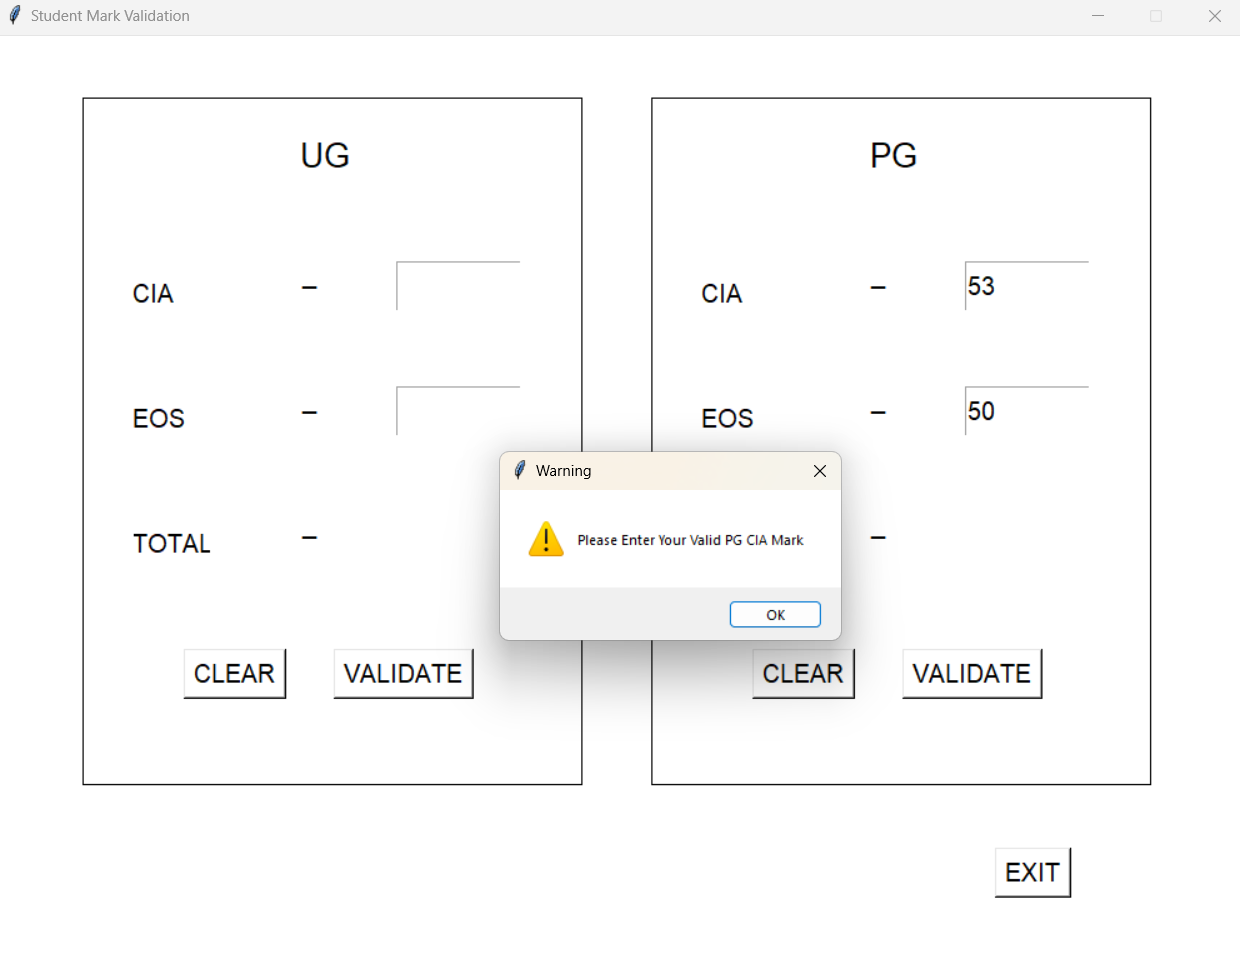 Student Mark Validation
UG
CIA –
EOS –
TOTAL –
CLEAR VALIDATE
PG
CIA – 53
EOS – 50
–
CLEAR VALIDATE
Warning
Please Enter Your Valid PG CIA Mark
OK
EXIT